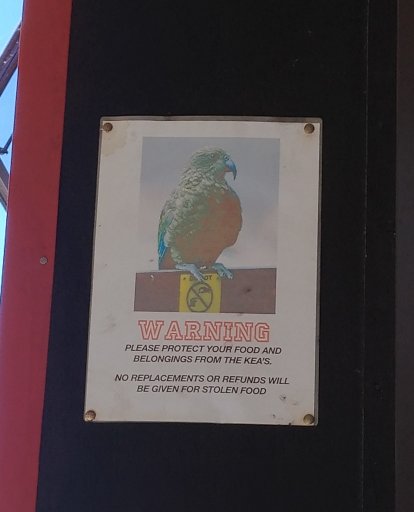 WARNING
PLEASE PROTECT YOUR FOOD AND
BELONGINGS FROM THE KEA'S.
NO REPLACEMENTS OR REFUNDS WILL
BE GIVEN FOR STOLEN FOOD